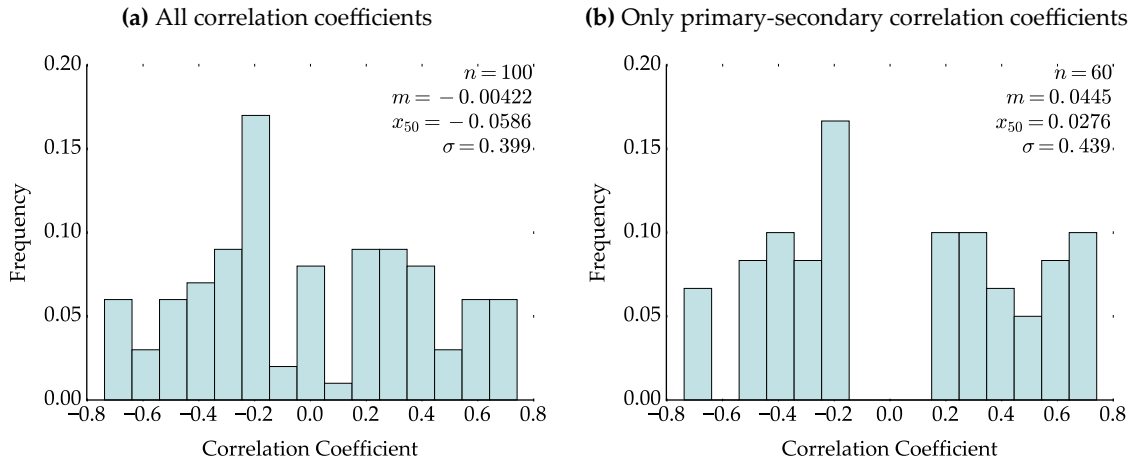 (a) All correlation coefficients
n = 100
m = −0.00422
x50 = −0.0586
σ = 0.399
0.20
0.15
0.10
0.05
0.00
Frequency
−0.8 −0.6 −0.4 −0.2 0.0 0.2 0.4 0.6 0.8
Correlation Coefficient
(b) Only primary-secondary correlation coefficients
n = 60
m = 0.0445
x50 = 0.0276
σ = 0.439
0.20
0.15
0.10
0.05
0.00
Frequency
−0.8 −0.6 −0.4 −0.2 0.0 0.2 0.4 0.6 0.8
Correlation Coefficient